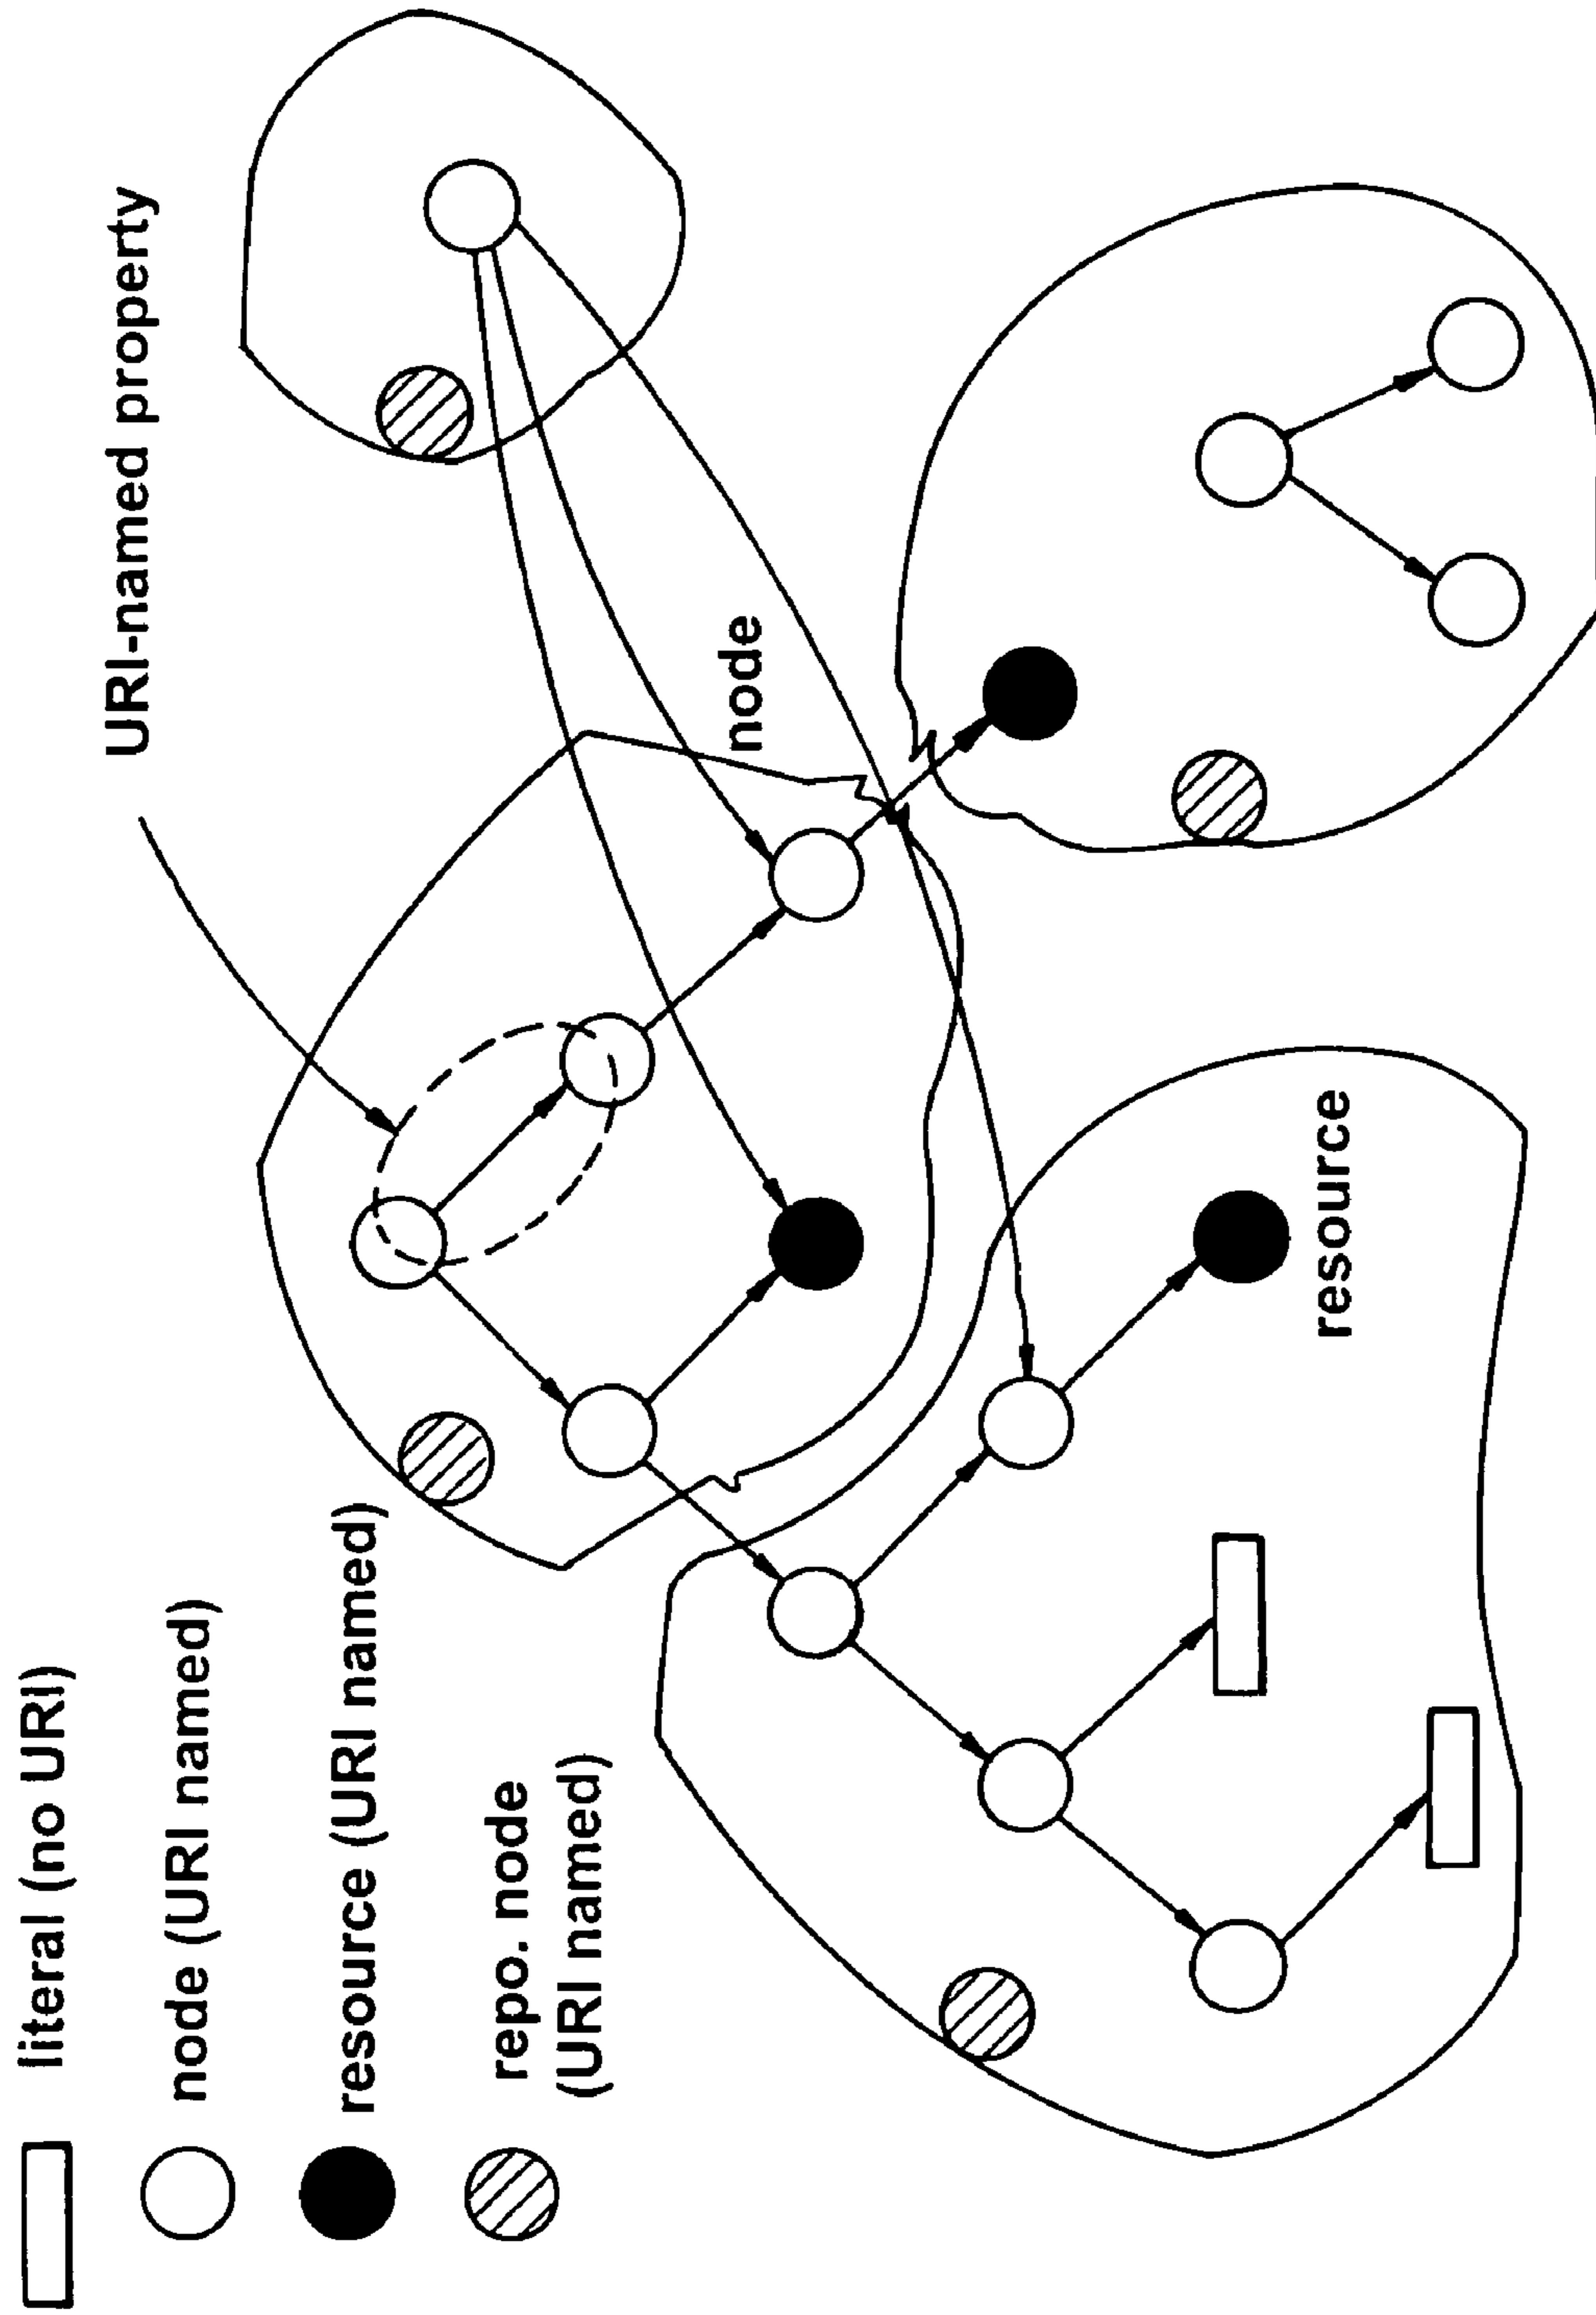 literal (no URI)
node (URI named)
resource (URI named)
repo. node
(URI named)
URI-named property
node
resource